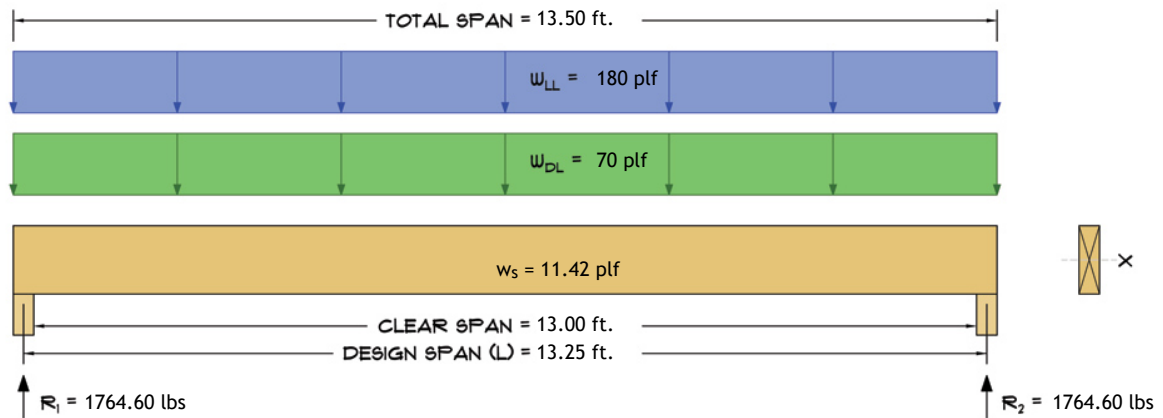 TOTAL SPAN = 13.50 ft.
wLL = 180 plf
wDL = 70 plf
ws = 11.42 plf
X
CLEAR SPAN = 13.00 ft.
DESIGN SPAN (L) = 13.25 ft.
R1 = 1764.60 lbs
R2 = 1764.60 lbs